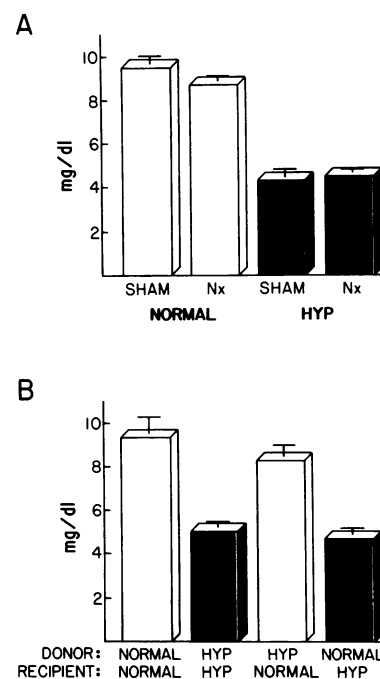 A
mg/dl
10
8
6
4
2
SHAM Nx SHAM Nx
NORMAL HYP
B
mg/dl
10
8
6
4
2
DONOR: NORMAL HYP HYP NORMAL
RECIPIENT: NORMAL HYP NORMAL HYP